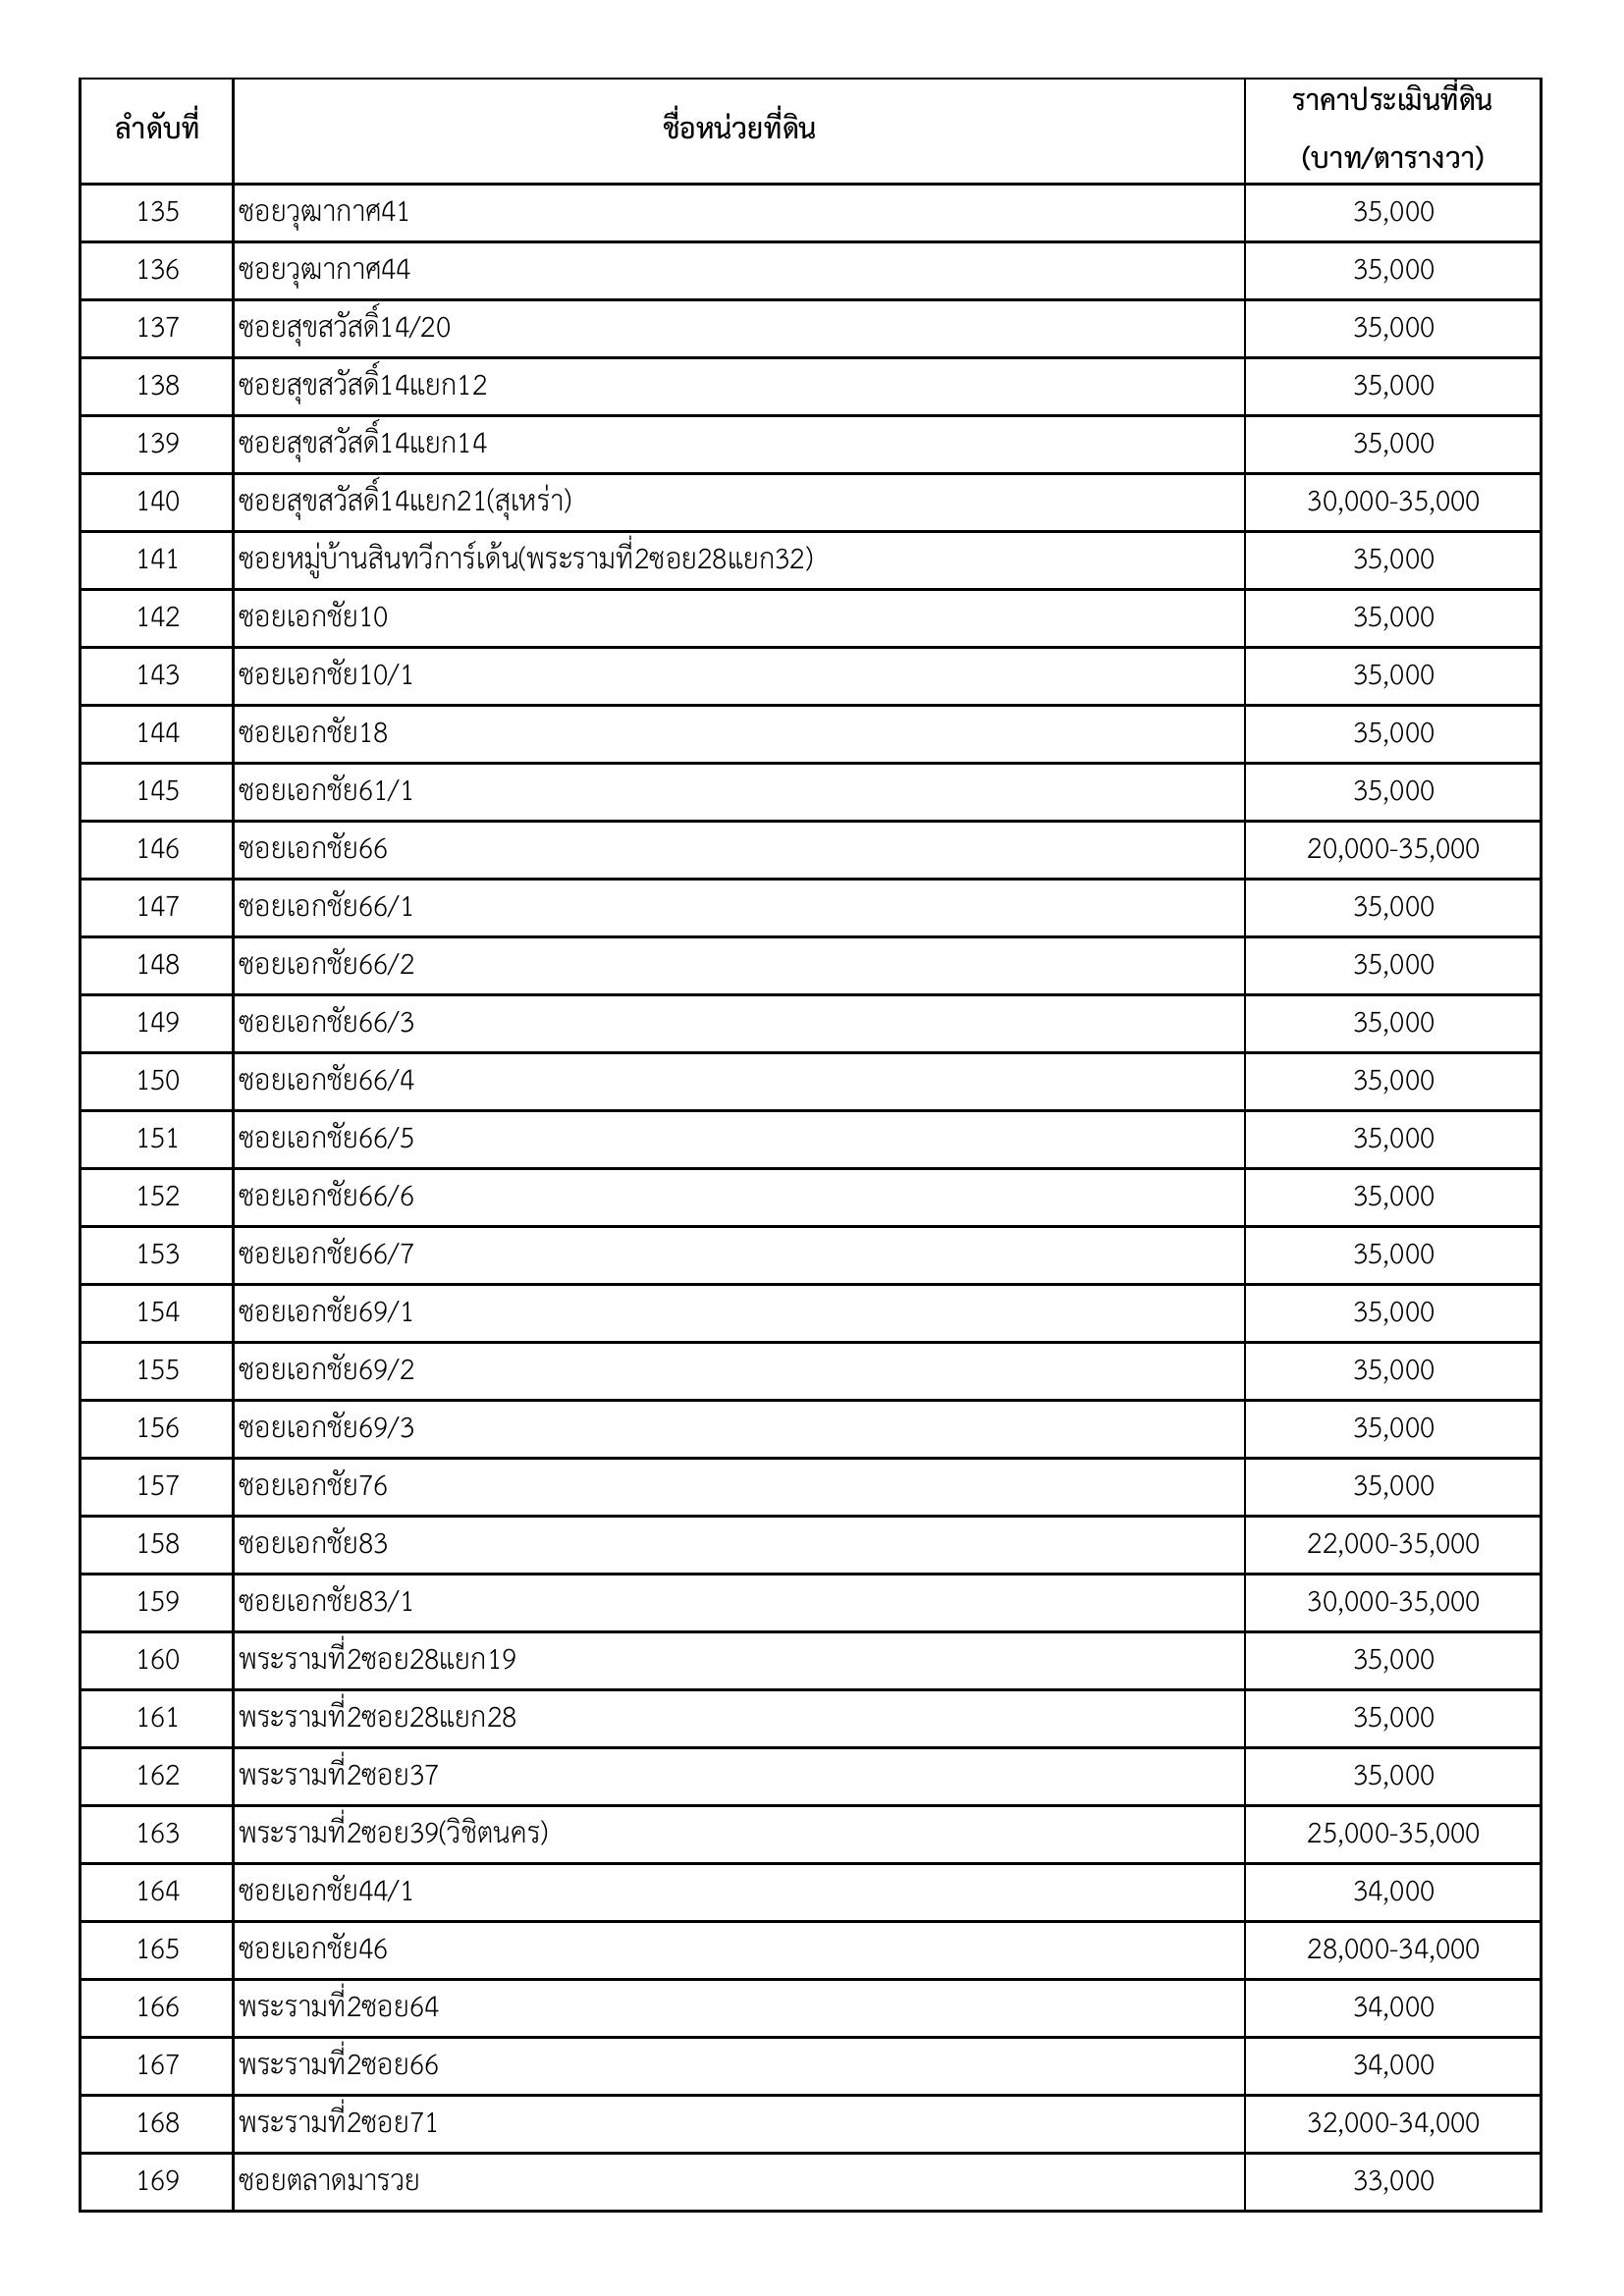 ลำดับที่ ชื่อหน่วยที่ดิน ราคาประเมินที่ดิน
(บาท/ตารางวา)
135 ซอยวุฒากาศ41 35,000
136 ซอยวุฒากาศ44 35,000
137 ซอยสุขสวัสดิ์14/20 35,000
138 ซอยสุขสวัสดิ์14แยก12 35,000
139 ซอยสุขสวัสดิ์14แยก14 35,000
140 ซอยสุขสวัสดิ์14แยก21(สุเหร่า) 30,000-35,000
141 ซอยหมู่บ้านสินทวีการ์เด้น(พระรามที่2ซอย28แยก32) 35,000
142 ซอยเอกชัย10 35,000
143 ซอยเอกชัย10/1 35,000
144 ซอยเอกชัย18 35,000
145 ซอยเอกชัย61/1 35,000
146 ซอยเอกชัย66 20,000-35,000
147 ซอยเอกชัย66/1 35,000
148 ซอยเอกชัย66/2 35,000
149 ซอยเอกชัย66/3 35,000
150 ซอยเอกชัย66/4 35,000
151 ซอยเอกชัย66/5 35,000
152 ซอยเอกชัย66/6 35,000
153 ซอยเอกชัย66/7 35,000
154 ซอยเอกชัย69/1 35,000
155 ซอยเอกชัย69/2 35,000
156 ซอยเอกชัย69/3 35,000
157 ซอยเอกชัย76 35,000
158 ซอยเอกชัย83 22,000-35,000
159 ซอยเอกชัย83/1 30,000-35,000
160 พระรามที่2ซอย28แยก19 35,000
161 พระรามที่2ซอย28แยก28 35,000
162 พระรามที่2ซอย37 35,000
163 พระรามที่2ซอย39(วิชิตนคร) 25,000-35,000
164 ซอยเอกชัย44/1 34,000
165 ซอยเอกชัย46 28,000-34,000
166 พระรามที่2ซอย64 34,000
167 พระรามที่2ซอย66 34,000
168 พระรามที่2ซอย71 32,000-34,000
169 ซอยตลาดมารวย 33,000